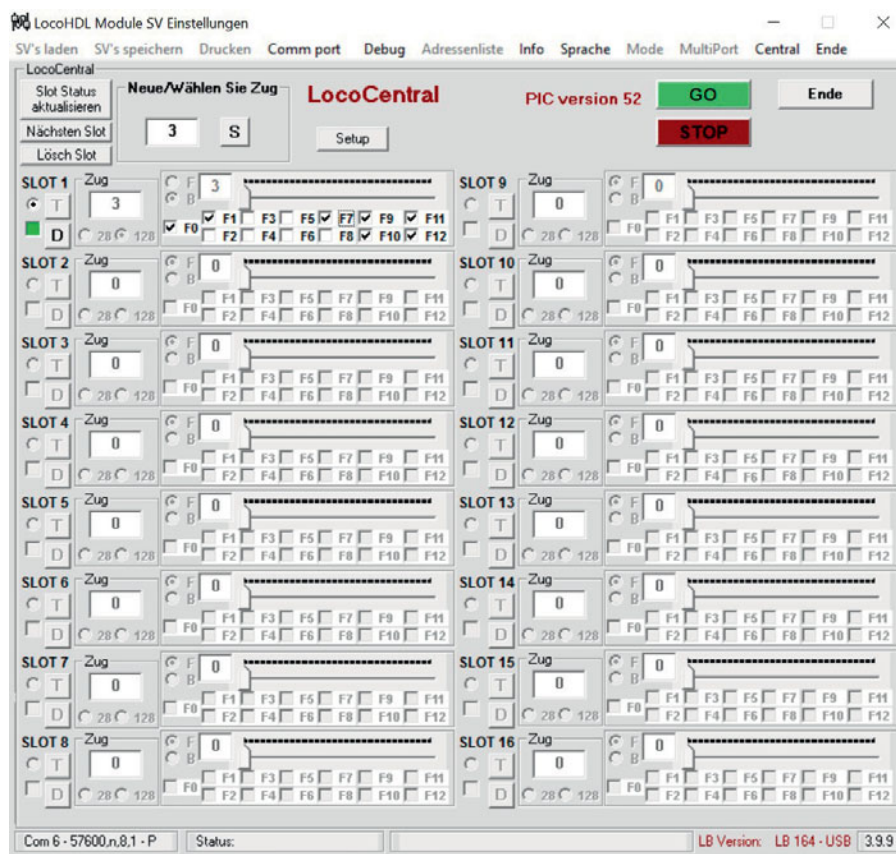 LocoHDL Module SV Einstellungen
SV's laden SV's speichern Drucken Comm port Debug Adressenliste Info Sprache Mode MultiPort Central Ende
LocoCentral
Slot Status aktualisieren
Nächsten Slot
Lösch Slot
Neue/Wählen Sie Zug
3 S
LocoCentral
Setup
PIC version 52
GO
STOP
Ende
SLOT 1 Zug F 3
T 3 B
D 28 128 F0 F1 F3 F5 F7 F9 F11
F2 F4 F6 F8 F10 F12
SLOT 2 Zug F 0
T 0 B
D 28 128 F0 F1 F3 F5 F7 F9 F11
F2 F4 F6 F8 F10 F12
SLOT 3 Zug F 0
T 0 B
D 28 128 F0 F1 F3 F5 F7 F9 F11
F2 F4 F6 F8 F10 F12
SLOT 4 Zug F 0
T 0 B
D 28 128 F0 F1 F3 F5 F7 F9 F11
F2 F4 F6 F8 F10 F12
SLOT 5 Zug F 0
T 0 B
D 28 128 F0 F1 F3 F5 F7 F9 F11
F2 F4 F6 F8 F10 F12
SLOT 6 Zug F 0
T 0 B
D 28 128 F0 F1 F3 F5 F7 F9 F11
F2 F4 F6 F8 F10 F12
SLOT 7 Zug F 0
T 0 B
D 28 128 F0 F1 F3 F5 F7 F9 F11
F2 F4 F6 F8 F10 F12
SLOT 8 Zug F 0
T 0 B
D 28 128 F0 F1 F3 F5 F7 F9 F11
F2 F4 F6 F8 F10 F12
SLOT 9 Zug F 0
T 0 B
D 28 128 F0 F1 F3 F5 F7 F9 F11
F2 F4 F6 F8 F10 F12
SLOT 10 Zug F 0
T 0 B
D 28 128 F0 F1 F3 F5 F7 F9 F11
F2 F4 F6 F8 F10 F12
SLOT 11 Zug F 0
T 0 B
D 28 128 F0 F1 F3 F5 F7 F9 F11
F2 F4 F6 F8 F10 F12
SLOT 12 Zug F 0
T 0 B
D 28 128 F0 F1 F3 F5 F7 F9 F11
F2 F4 F6 F8 F10 F12
SLOT 13 Zug F 0
T 0 B
D 28 128 F0 F1 F3 F5 F7 F9 F11
F2 F4 F6 F8 F10 F12
SLOT 14 Zug F 0
T 0 B
D 28 128 F0 F1 F3 F5 F7 F9 F11
F2 F4 F6 F8 F10 F12
SLOT 15 Zug F 0
T 0 B
D 28 128 F0 F1 F3 F5 F7 F9 F11
F2 F4 F6 F8 F10 F12
SLOT 16 Zug F 0
T 0 B
D 28 128 F0 F1 F3 F5 F7 F9 F11
F2 F4 F6 F8 F10 F12
Com 6 - 57600,n,8,1 - P Status: LB Version: LB 164 - USB 3.9.9